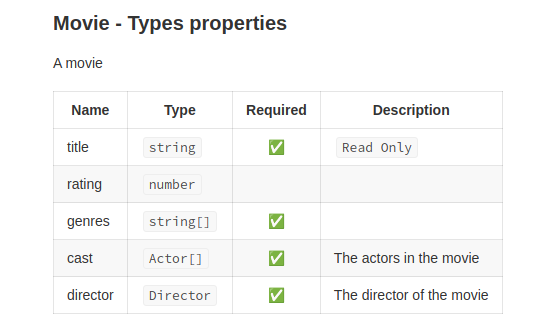 Movie - Types properties
A movie
Name Type Required Description
title string ✅ Read Only
rating number
genres string[] ✅
cast Actor[] ✅ The actors in the movie
director Director ✅ The director of the movie